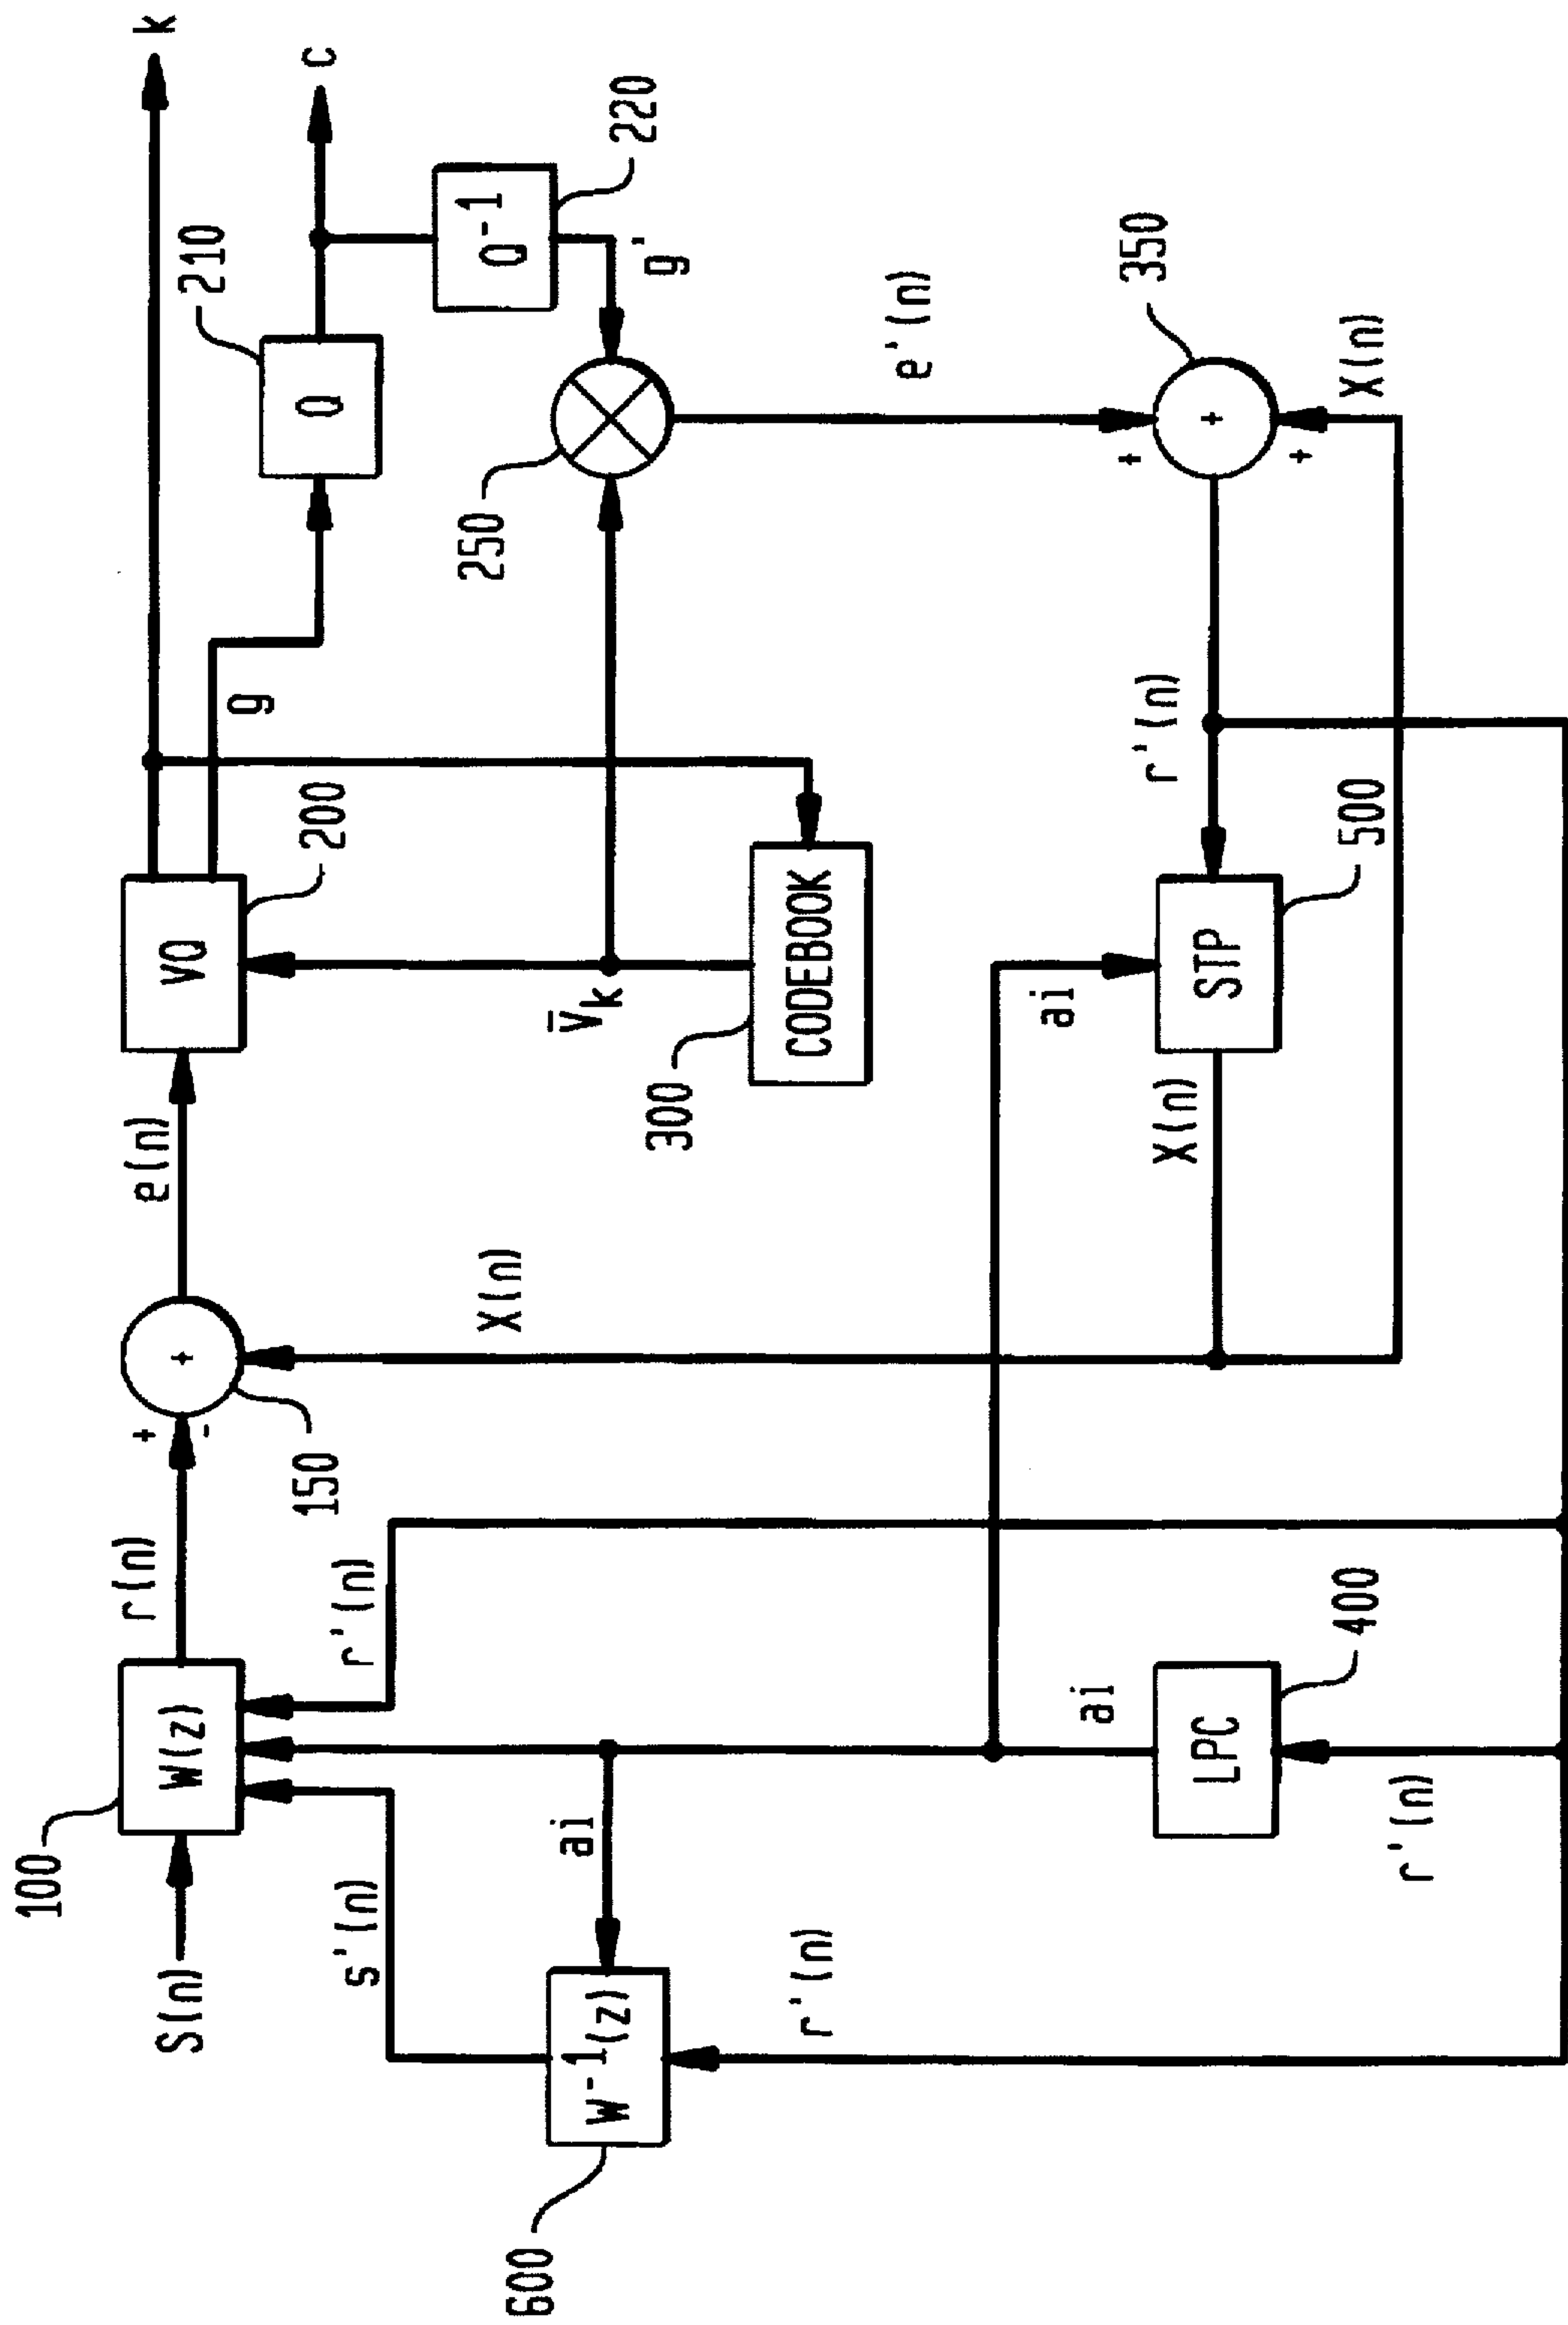 k
c
210
220
Q
Q-1
g'
g
250
200
VQ
e(n)
V̄k
300
CODEBOOK
e'(n)
350
+
+
+
X(n)
r'(n)
500
STP
ai
X(n)
X(n)
+
+
-
150
r(n)
r'(n)
100
W(z)
S(n)
s'(n)
ai
ai
LPC
400
r'(n)
W-1(z)
r'(n)
600